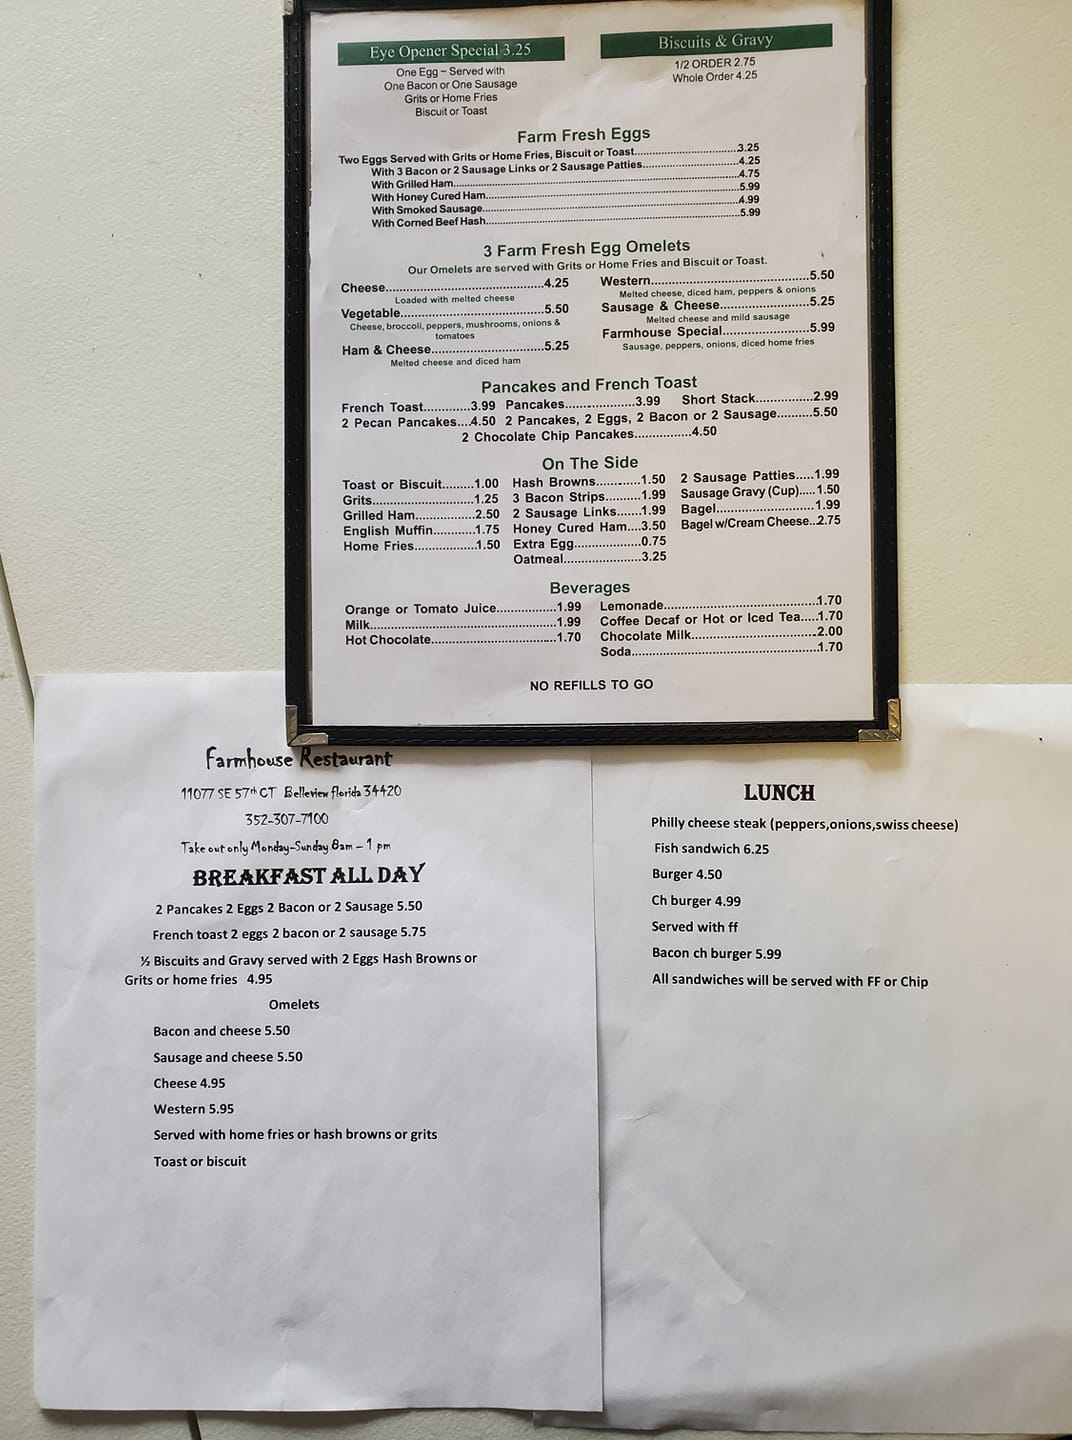 Eye Opener Special 3.25
One Egg ~ Served with
One Bacon or One Sausage
Grits or Home Fries
Biscuit or Toast
Biscuits & Gravy
1/2 ORDER 2.75
Whole Order 4.25
Farm Fresh Eggs
Two Eggs Served with Grits or Home Fries, Biscuit or Toast....................3.25
With 3 Bacon or 2 Sausage Links or 2 Sausage Patties....................4.25
With Grilled Ham....................4.75
With Honey Cured Ham....................5.99
With Smoked Sausage....................4.99
With Corned Beef Hash....................5.99
3 Farm Fresh Egg Omelets
Our Omelets are served with Grits or Home Fries and Biscuit or Toast.
Cheese....................4.25
Loaded with melted cheese
Vegetable....................5.50
Cheese, broccoli, peppers, mushrooms, onions &
tomatoes
Ham & Cheese....................5.25
Melted cheese and diced ham
Western....................5.50
Melted cheese, diced ham, peppers & onions
Sausage & Cheese....................5.25
Melted cheese and mild sausage
Farmhouse Special....................5.99
Sausage, peppers, onions, diced home fries
Pancakes and French Toast
French Toast............3.99 Pancakes.................3.99 Short Stack..............2.99
2 Pecan Pancakes....4.50 2 Pancakes, 2 Eggs, 2 Bacon or 2 Sausage..........5.50
2 Chocolate Chip Pancakes...............4.50
On The Side
Toast or Biscuit........1.00
Grits.........................1.25
Grilled Ham...............2.50
English Muffin...........1.75
Home Fries................1.50
Hash Browns............1.50
3 Bacon Strips..........1.99
2 Sausage Links.......1.99
Honey Cured Ham....3.50
Extra Egg..................0.75
Oatmeal.....................3.25
2 Sausage Patties.....1.99
Sausage Gravy (Cup).....1.50
Bagel..........................1.99
Bagel w/Cream Cheese...2.75
Beverages
Orange or Tomato Juice................1.99
Milk....................1.99
Hot Chocolate....................1.70
Lemonade....................1.70
Coffee Decaf or Hot or Iced Tea.....1.70
Chocolate Milk....................2.00
Soda....................1.70
NO REFILLS TO GO
Farmhouse Restaurant
11077 SE 57th CT Belleview florida 34420
352-307-7100
Take out only Monday-Sunday 8am - 1 pm
BREAKFAST ALL DAY
2 Pancakes 2 Eggs 2 Bacon or 2 Sausage 5.50
French toast 2 eggs 2 bacon or 2 sausage 5.75
½ Biscuits and Gravy served with 2 Eggs Hash Browns or
Grits or home fries 4.95
Omelets
Bacon and cheese 5.50
Sausage and cheese 5.50
Cheese 4.95
Western 5.95
Served with home fries or hash browns or grits
Toast or biscuit
LUNCH
Philly cheese steak (peppers,onions,swiss cheese)
Fish sandwich 6.25
Burger 4.50
Ch burger 4.99
Served with ff
Bacon ch burger 5.99
All sandwiches will be served with FF or Chip